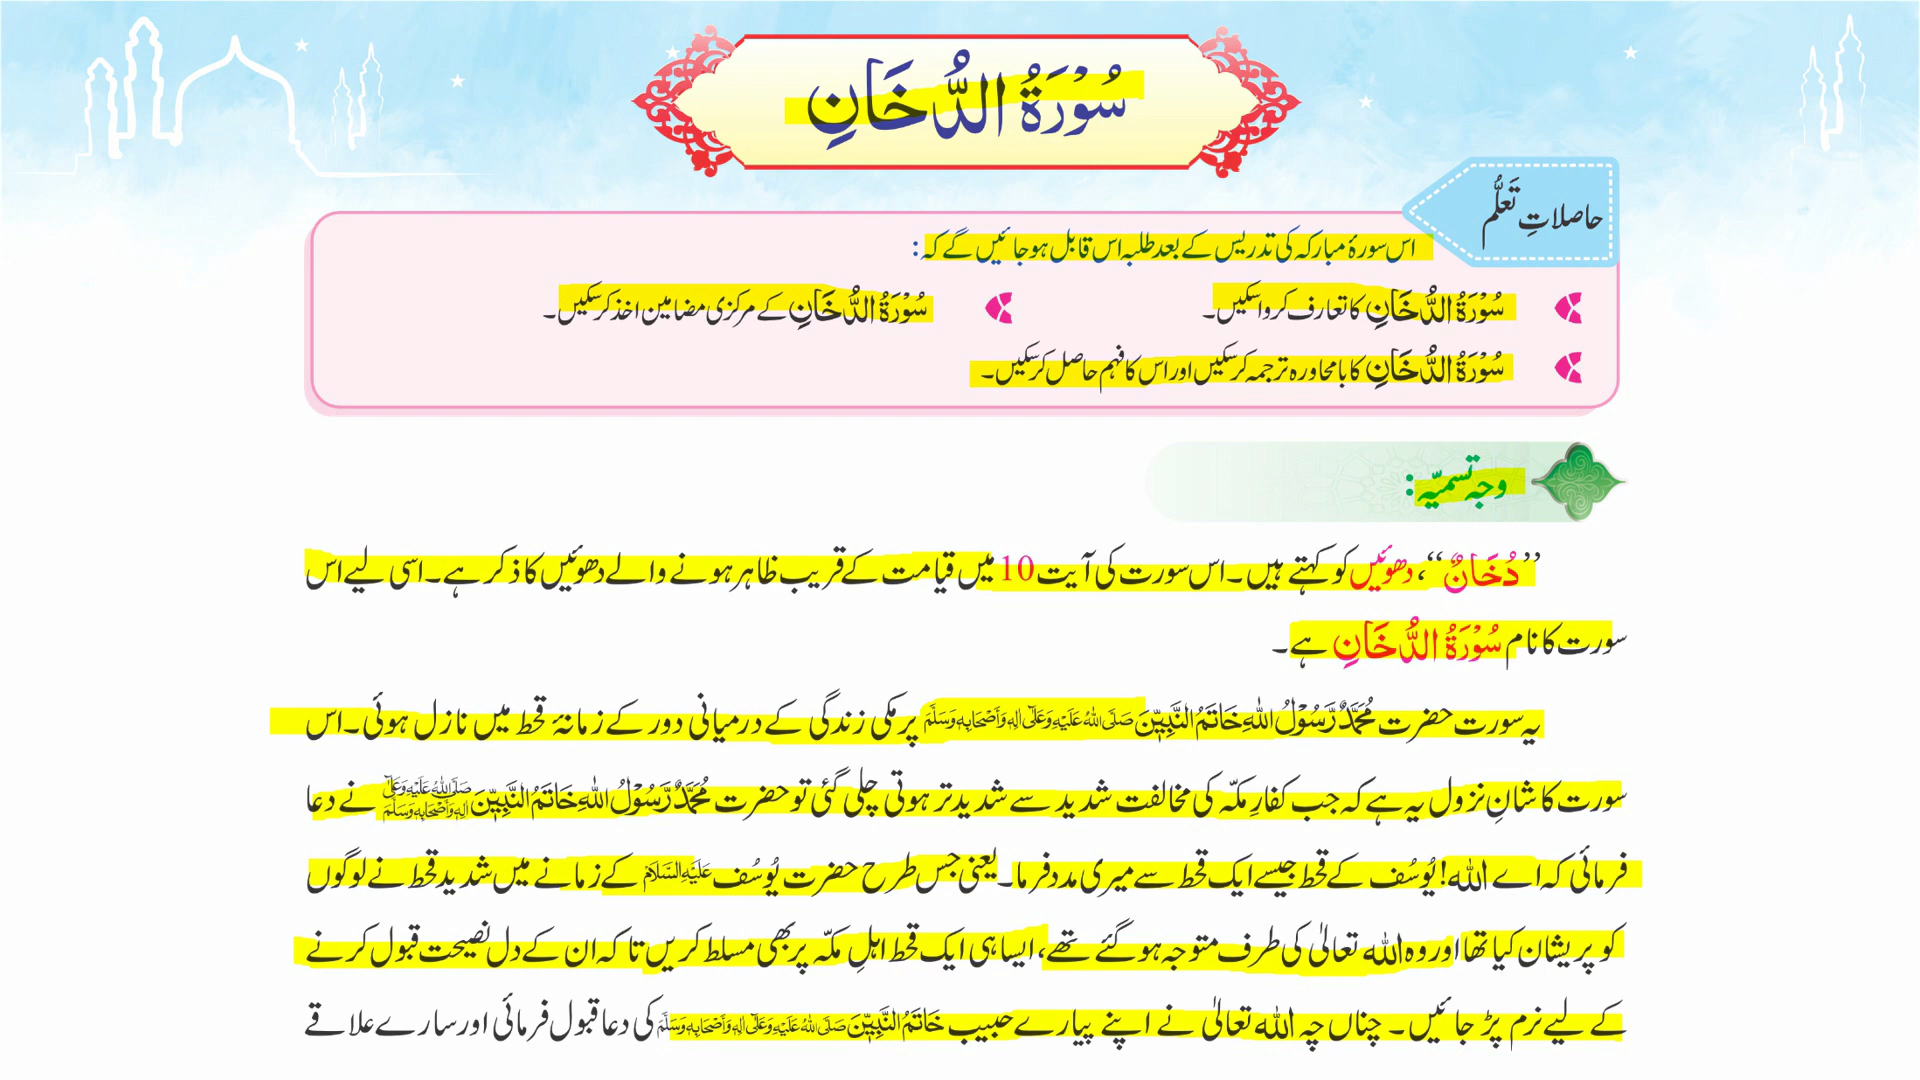 سُوْرَۃُ الدُّخَانِ
حاصلاتِ تَعَلُّم
اس سورۂ مبارکہ کی تدریس کے بعد طلبہ اس قابل ہو جائیں گے کہ:
سُوْرَۃُ الدُّخَانِ کا تعارف کروا سکیں۔
سُوْرَۃُ الدُّخَانِ کے مرکزی مضامین اخذ کر سکیں۔
سُوْرَۃُ الدُّخَانِ کا بامحاورہ ترجمہ کر سکیں اور اس کا فہم حاصل کر سکیں۔
وجہ تسمیّہ:
”دُخَانٌ“، دھوئیں کو کہتے ہیں۔ اس سورت کی آیت 10 میں قیامت کے قریب ظاہر ہونے والے دھوئیں کا ذکر ہے۔ اسی لیے اس
سورت کا نام سُوْرَۃُ الدُّخَانِ ہے۔
یہ سورت حضرت مُحَمَّدٌ رَّسُوْلُ اللهِ خَاتَمُ النَّبِیّٖنَ صَلَّى اللهُ عَلَيْهِ وَعَلٰٓى اٰلِهٖ وَاَصْحَابِهٖ وَسَلَّمَ پر مکی زندگی کے درمیانی دور کے زمانۂ قحط میں نازل ہوئی۔ اس
سورت کا شانِ نزول یہ ہے کہ جب کفارِ مکّہ کی مخالفت شدید سے شدید تر ہوتی چلی گئی تو حضرت مُحَمَّدٌ رَّسُوْلُ اللهِ خَاتَمُ النَّبِیّٖنَ صَلَّى اللهُ عَلَيْهِ وَعَلٰٓى اٰلِهٖ وَاَصْحَابِهٖ وَسَلَّمَ نے دعا
فرمائی کہ اے اللہ! یُوسُف کے قحط جیسے ایک قحط سے میری مدد فرما۔ یعنی جس طرح حضرت یُوسُف عَلَيْهِ السَّلَامُ کے زمانے میں شدید قحط نے لوگوں
کو پریشان کیا تھا اور وہ اللہ تعالیٰ کی طرف متوجہ ہو گئے تھے، ایسا ہی ایک قحط اہلِ مکّہ پر بھی مسلط کریں تا کہ ان کے دل نصیحت قبول کرنے
کے لیے نرم پڑ جائیں۔ چناں چہ اللہ تعالیٰ نے اپنے پیارے حبیب خَاتَمُ النَّبِیّٖنَ صَلَّى اللهُ عَلَيْهِ وَعَلٰٓى اٰلِهٖ وَاَصْحَابِهٖ وَسَلَّمَ کی دعا قبول فرمائی اور سارے علاقے